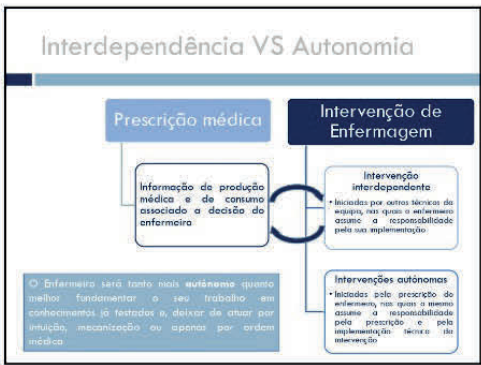 Interdependência VS Autonomia
Prescrição médica
Informação de produção
médica e de consumo
associado a decisão do
enfermeiro
Intervenção de
Enfermagem
Intervenção
interdependente
• Iniciadas por outros técnicos da
equipa, nas quais o enfermeiro
assume a responsabilidade
pela sua implementação
Intervenções autónomas
• Iniciadas pela prescrição do
enfermeiro, nas quais o mesmo
assume a responsabilidade
pela prescrição e pela
implementação técnica da
intervenção
O Enfermeiro será tanto mais autónomo quanto
melhor fundamentar o seu trabalho em
conhecimentos já testados e, deixar de atuar por
intuição, mecanização ou apenas por ordem
médica